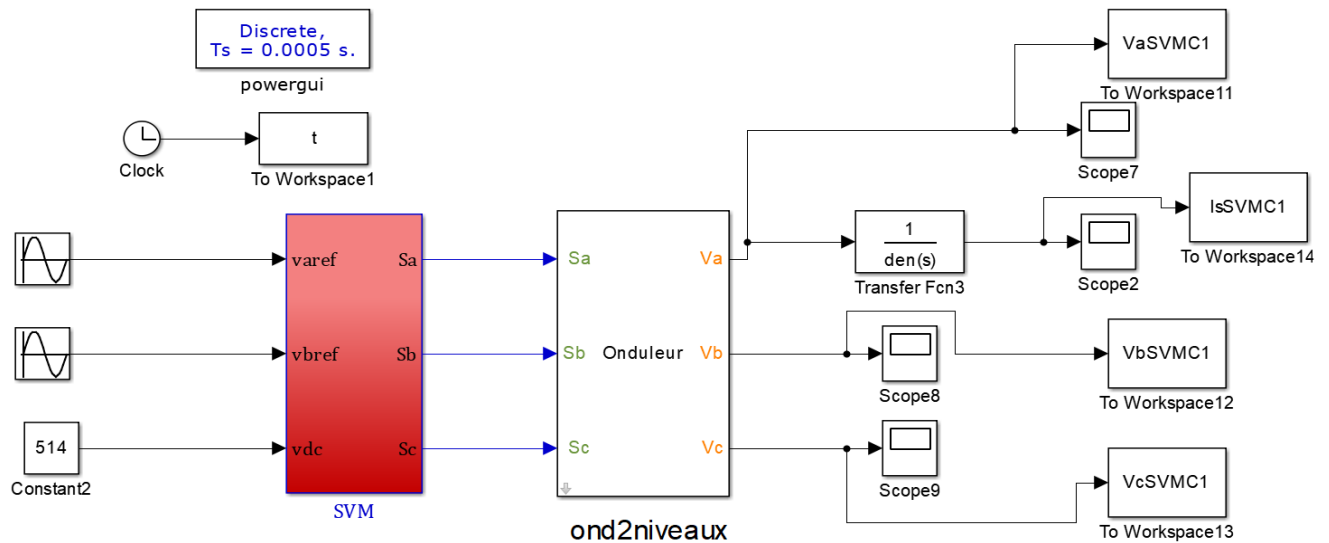 Discrete,
Ts = 0.0005 s.
powergui
Clock
t
To Workspace1
varef
vbref
vdc
Sa
Sb
Sc
SVM
514
Constant2
Sa
Sb
Sc
Onduleur
Va
Vb
Vc
ond2niveaux
VaSVMC1
To Workspace11
Scope7
1
den(s)
Transfer Fcn3
IsSVMC1
To Workspace14
Scope2
Scope8
VbSVMC1
To Workspace12
Scope9
VcSVMC1
To Workspace13